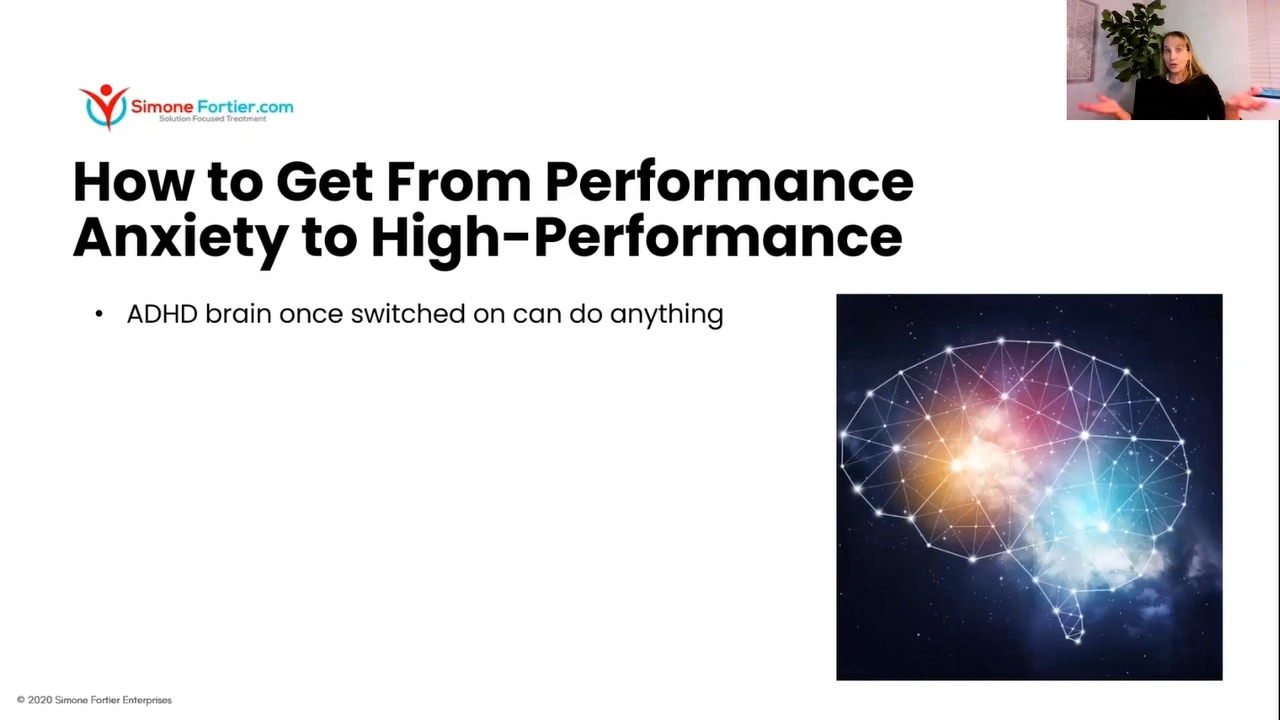 Simone Fortier.com
Solution Focused Treatment
How to Get From Performance
Anxiety to High-Performance
• ADHD brain once switched on can do anything
© 2020 Simone Fortier Enterprises